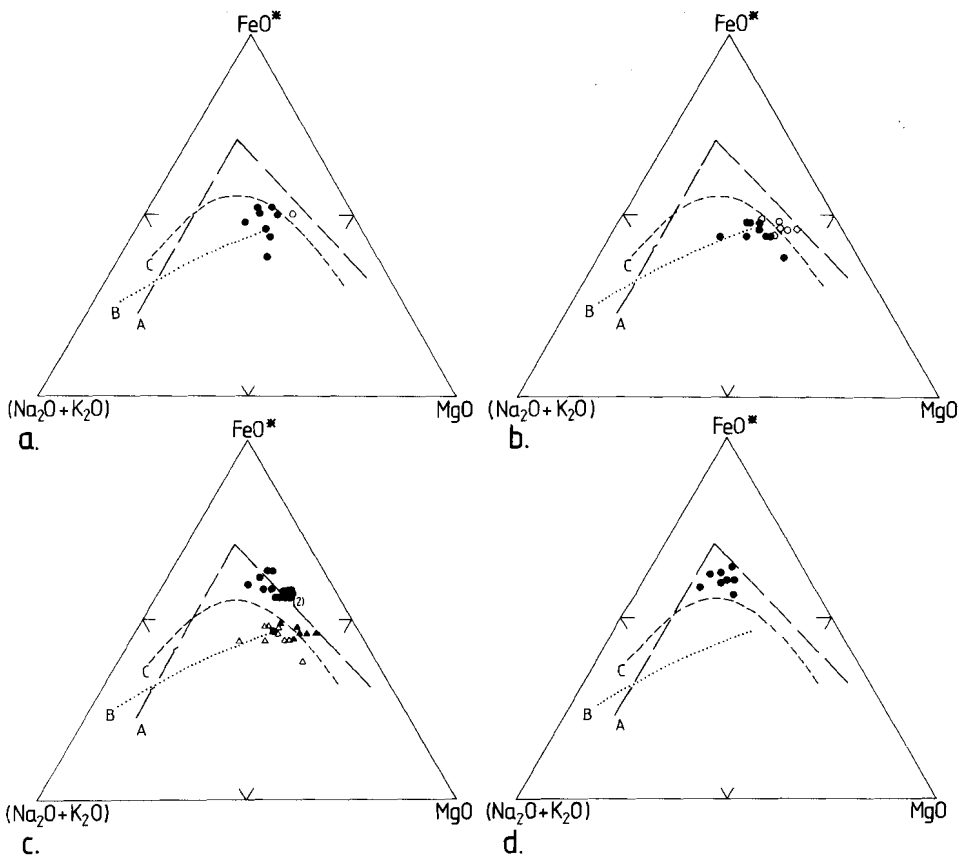 FeO*
C
B
A
(Na₂O+K₂O)
MgO
a.
FeO*
C
B
A
(Na₂O+K₂O)
MgO
b.
FeO*
(2)
C
B
A
(Na₂O+K₂O)
MgO
c.
FeO*
C
B
A
(Na₂O+K₂O)
MgO
d.